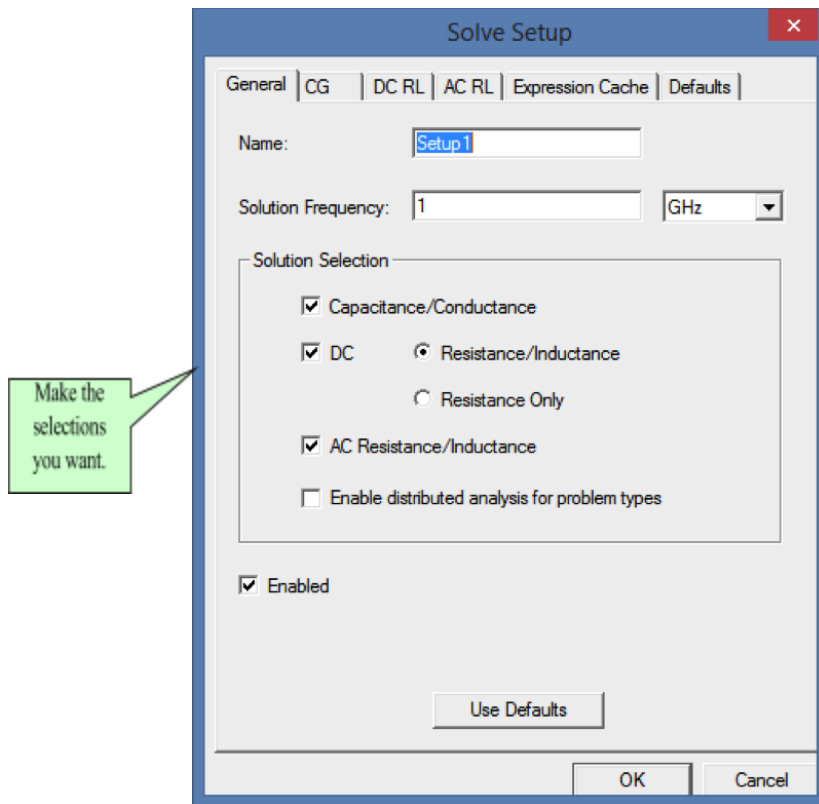 Solve Setup
General CG DC RL AC RL Expression Cache Defaults
Name: Setup1
Solution Frequency: 1 GHz
Solution Selection
Capacitance/Conductance
DC Resistance/Inductance
Resistance Only
AC Resistance/Inductance
Enable distributed analysis for problem types
Enabled
Use Defaults
OK Cancel
Make the
selections
you want.